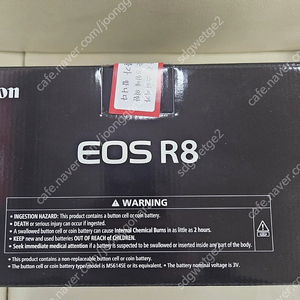 on
EOS R8
⚠ WARNING
• INGESTION HAZARD: This product contains a button cell or coin battery.
• DEATH or serious injury can occur if ingested.
• A swallowed button cell or coin battery can cause Internal Chemical Burns in as little as 2 hours.
• KEEP new and used batteries OUT OF REACH of CHILDREN.
• Seek immediate medical attention if a battery is suspected to be swallowed or inserted inside any part of the body.
• This product contains a non-replaceable button cell or coin battery.
• The button cell or coin battery type/model is MS614SE or its equivalent. • The battery nominal voltage is 3V.
cafe.naver.com/joongg
sdgwetge2